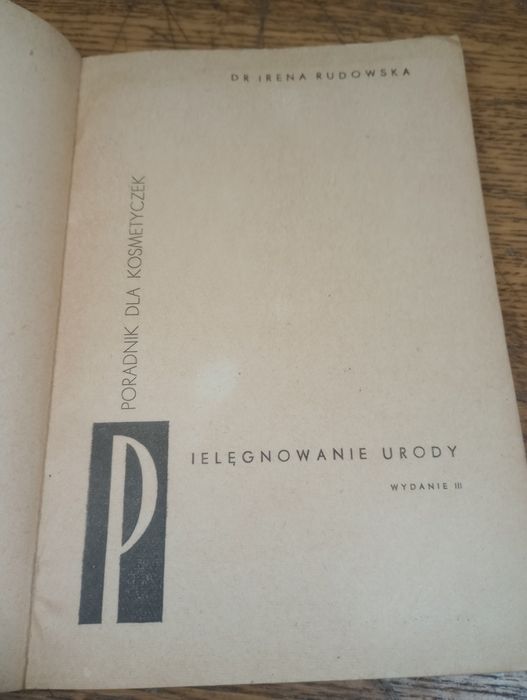 DR IRENA RUDOWSKA
PORADNIK DLA KOSMETYCZEK
PIELĘGNOWANIE URODY
WYDANIE III